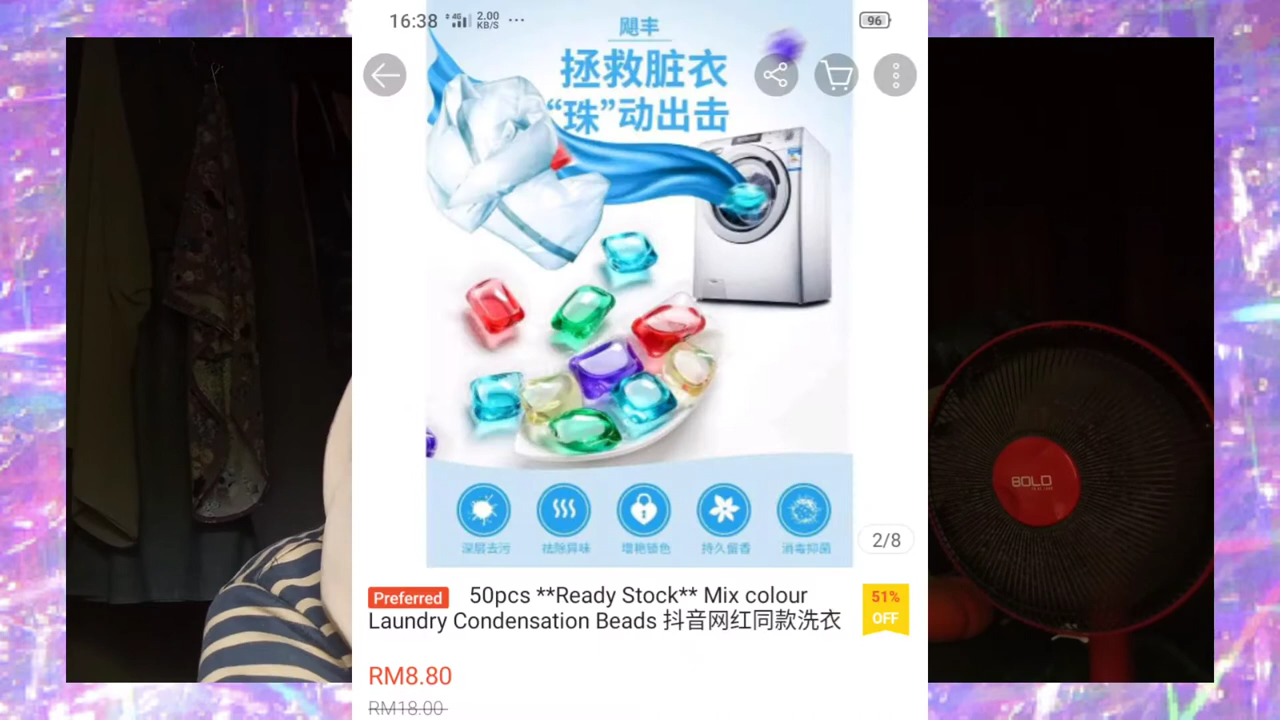 16:38 4G 2.00 KB/S ··· 96
飓丰
拯救脏衣
“珠”动出击
深层去污 祛除异味 增艳锁色 持久留香 消毒抑菌
2/8
Preferred 50pcs **Ready Stock** Mix colour
Laundry Condensation Beads 抖音网红同款洗衣
51%
OFF
RM8.80
RM18.00
BOLD